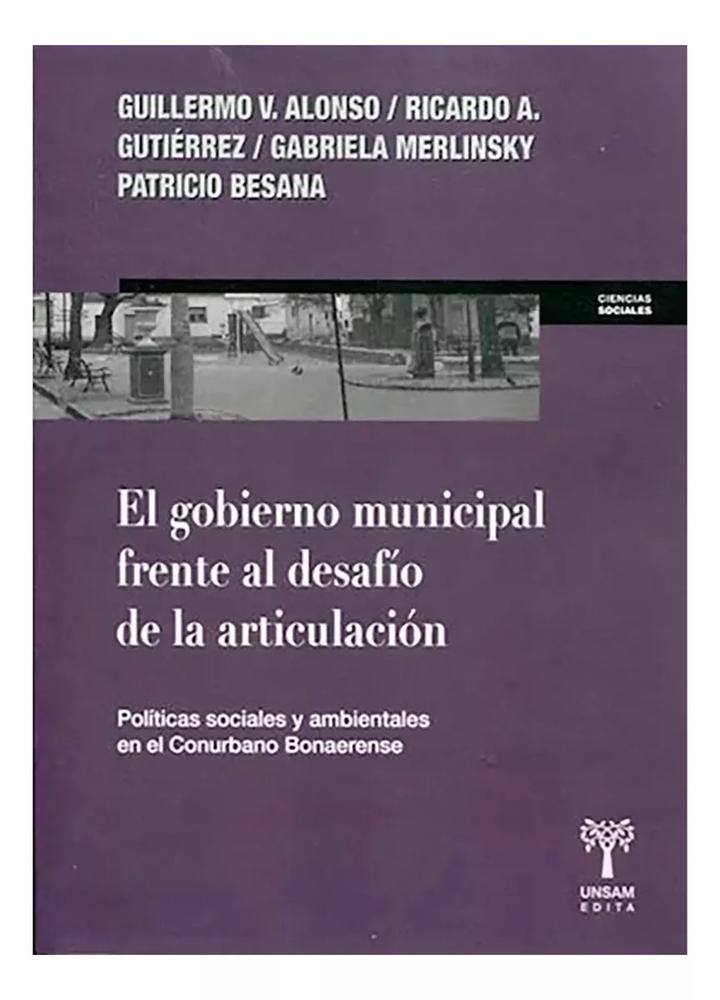 GUILLERMO V. ALONSO / RICARDO A.
GUTIÉRREZ / GABRIELA MERLINSKY
PATRICIO BESANA
CIENCIAS
SOCIALES
El gobierno municipal
frente al desafío
de la articulación
Políticas sociales y ambientales
en el Conurbano Bonaerense
UNSAM
EDITA